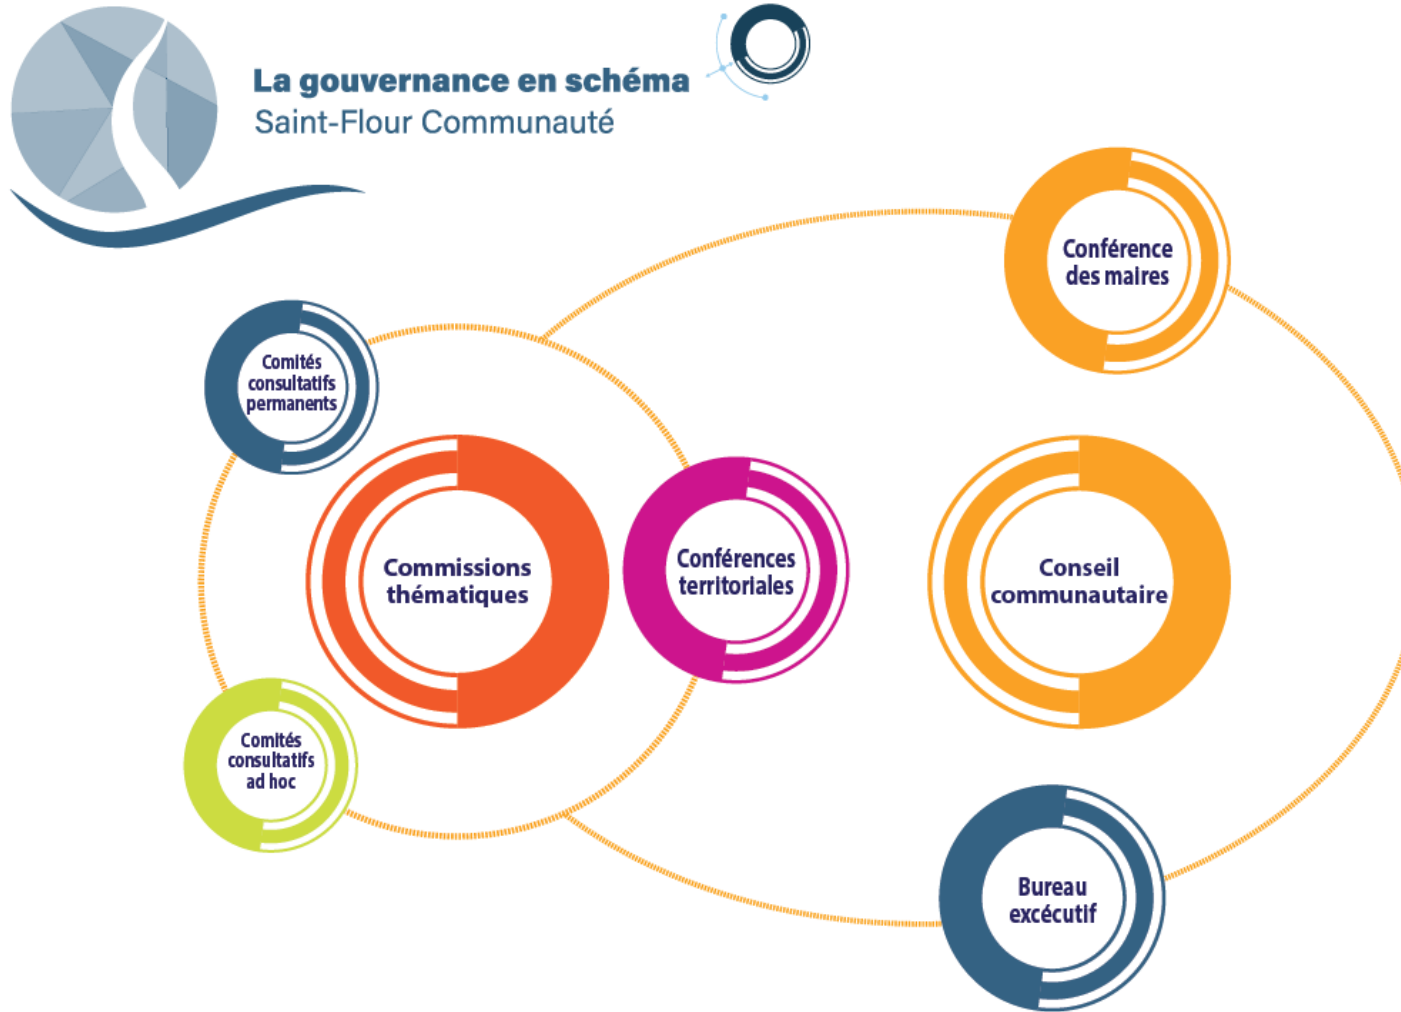 La gouvernance en schéma
Saint-Flour Communauté
Conférence
des maires
Comités
consultatifs
permanents
Commissions
thématiques
Conférences
territoriales
Conseil
communautaire
Comités
consultatifs
ad hoc
Bureau
excécutif